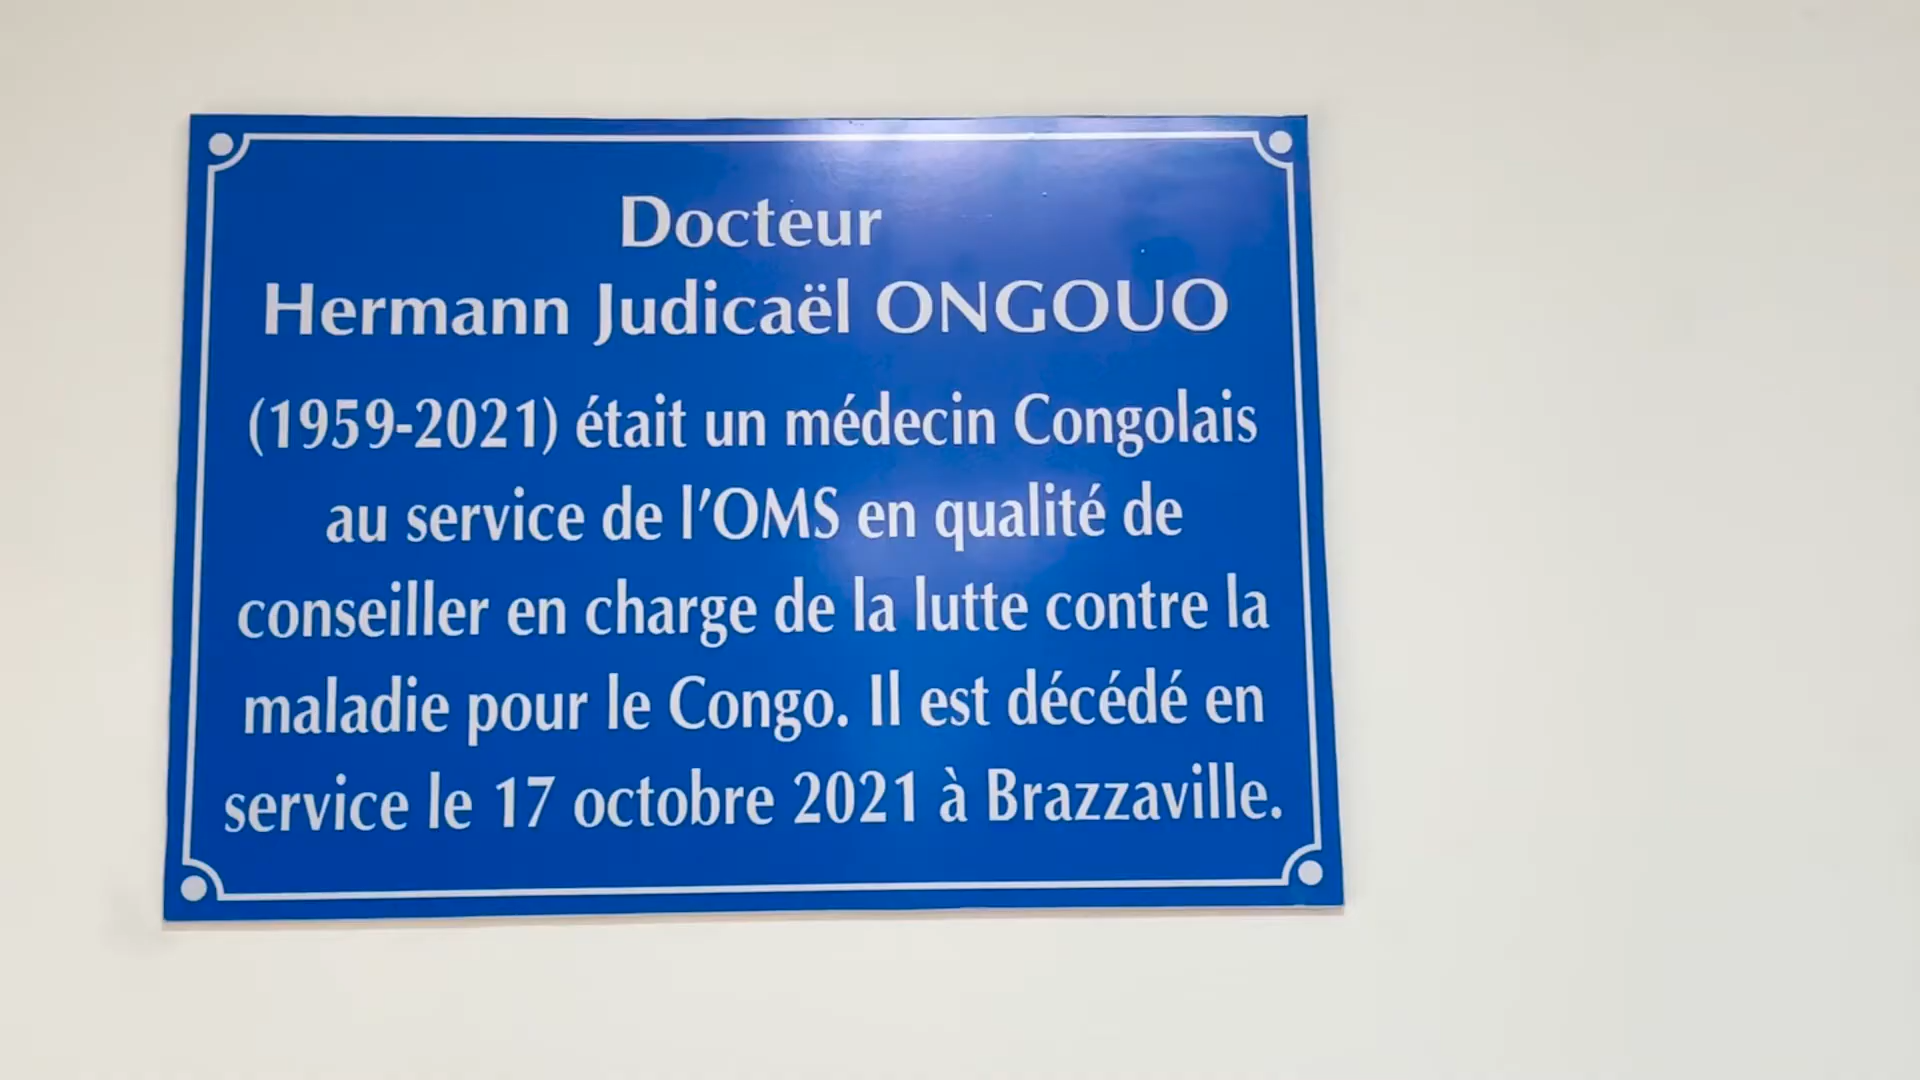 Docteur
Hermann Judicaël ONGOUO
(1959-2021) était un médecin Congolais
au service de l'OMS en qualité de
conseiller en charge de la lutte contre la
maladie pour le Congo. Il est décédé en
service le 17 octobre 2021 à Brazzaville.